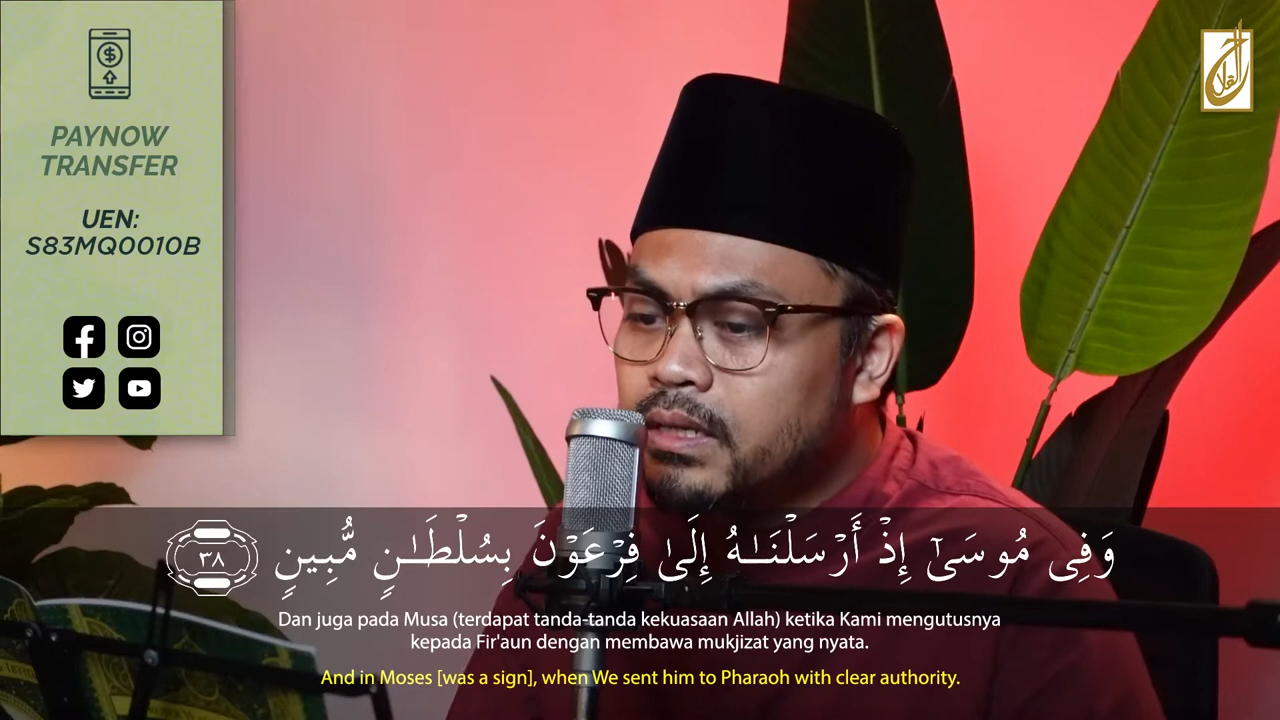 PAYNOW
TRANSFER
UEN:
S83MQ0010B
وَفِى مُوسَىٰٓ إِذْ أَرْسَلْنَـٰهُ إِلَىٰ فِرْعَوْنَ بِسُلْطَـٰنٍ مُّبِينٍ ٣٨
Dan juga pada Musa (terdapat tanda-tanda kekuasaan Allah) ketika Kami mengutusnya
kepada Fir'aun dengan membawa mukjizat yang nyata.
And in Moses [was a sign], when We sent him to Pharaoh with clear authority.